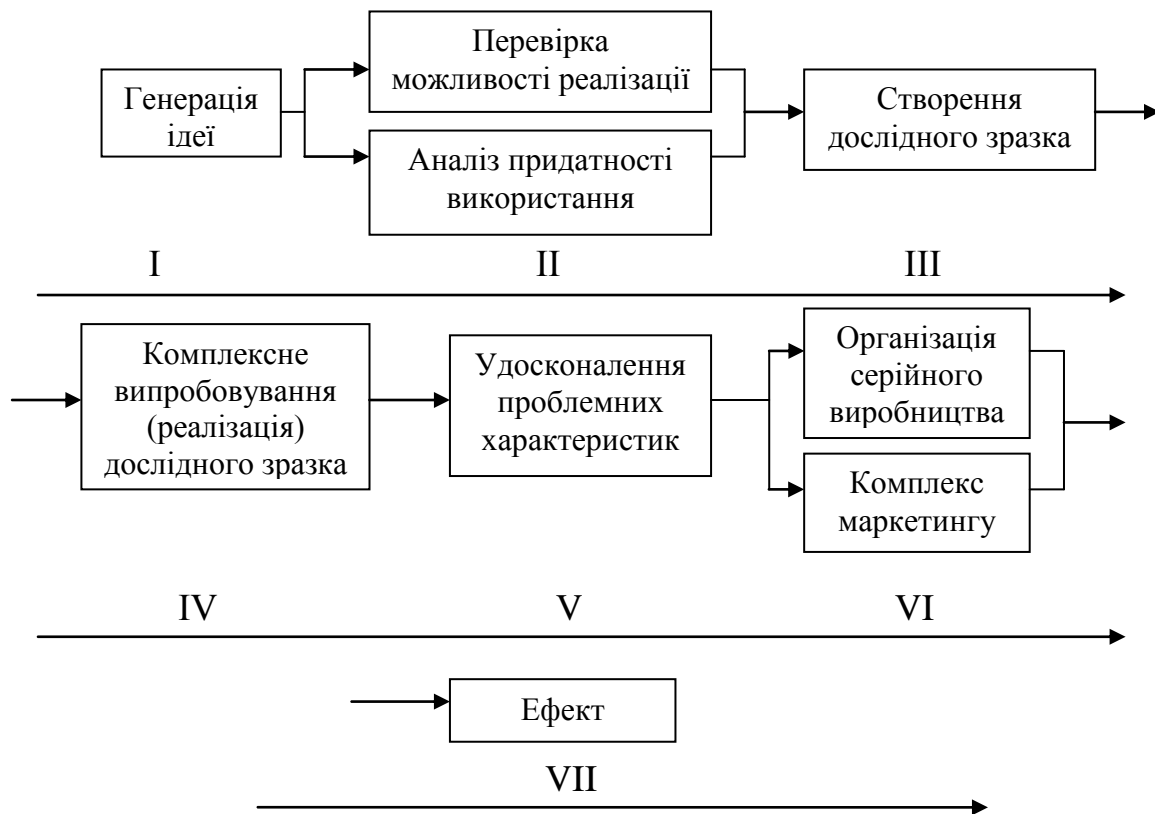 Генерація
ідеї
Перевірка
можливості реалізації
Аналіз придатності
використання
Створення
дослідного зразка
I
II
III
Комплексне
випробовування
(реалізація)
дослідного зразка
Удосконалення
проблемних
характеристик
Організація
серійного
виробництва
Комплекс
маркетингу
IV
V
VI
Ефект
VII